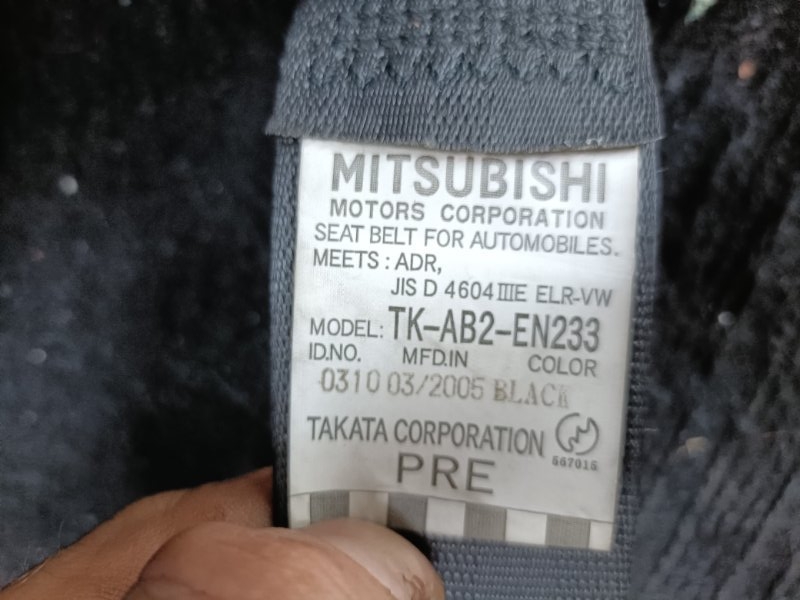 MITSUBISHI
MOTORS CORPORATION
SEAT BELT FOR AUTOMOBILES.
MEETS : ADR,
JIS D 4604 IIIE ELR-VW
MODEL: TK-AB2-EN233
ID.NO. MFD.IN COLOR
0310 03/2005 BLACK
TAKATA CORPORATION
567015
PRE